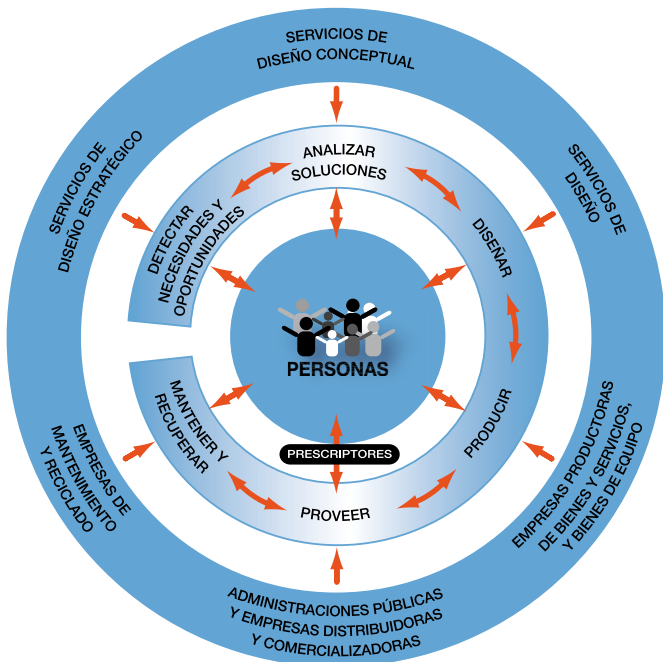 SERVICIOS DE
DISEÑO CONCEPTUAL
SERVICIOS DE
DISEÑO ESTRATÉGICO
SERVICIOS DE
DISEÑO
ANALIZAR
SOLUCIONES
DETECTAR
NECESIDADES Y
OPORTUNIDADES
DISEÑAR
PERSONAS
MANTENER Y
RECUPERAR
PRODUCIR
PRESCRIPTORES
PROVEER
EMPRESAS DE
MANTENIMIENTO
Y RECICLADO
EMPRESAS PRODUCTORAS
DE BIENES Y SERVICIOS,
Y BIENES DE EQUIPO
ADMINISTRACIONES PÚBLICAS
Y EMPRESAS DISTRIBUIDORAS
Y COMERCIALIZADORAS